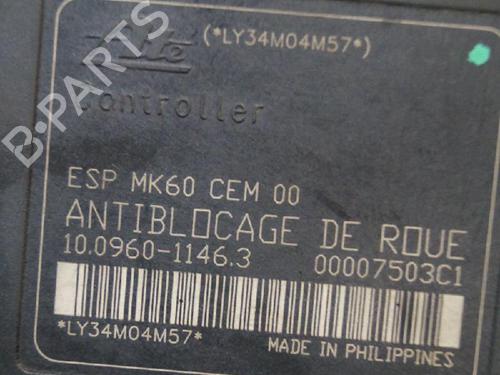 Ate (*LY34M04M57*)
Controller
B-PARTS
ESP MK60 CEM 00
ANTIBLOCAGE DE ROUE
10.0960-1146.3 00007503C1
*LY34M04M57*
MADE IN PHILIPPINES